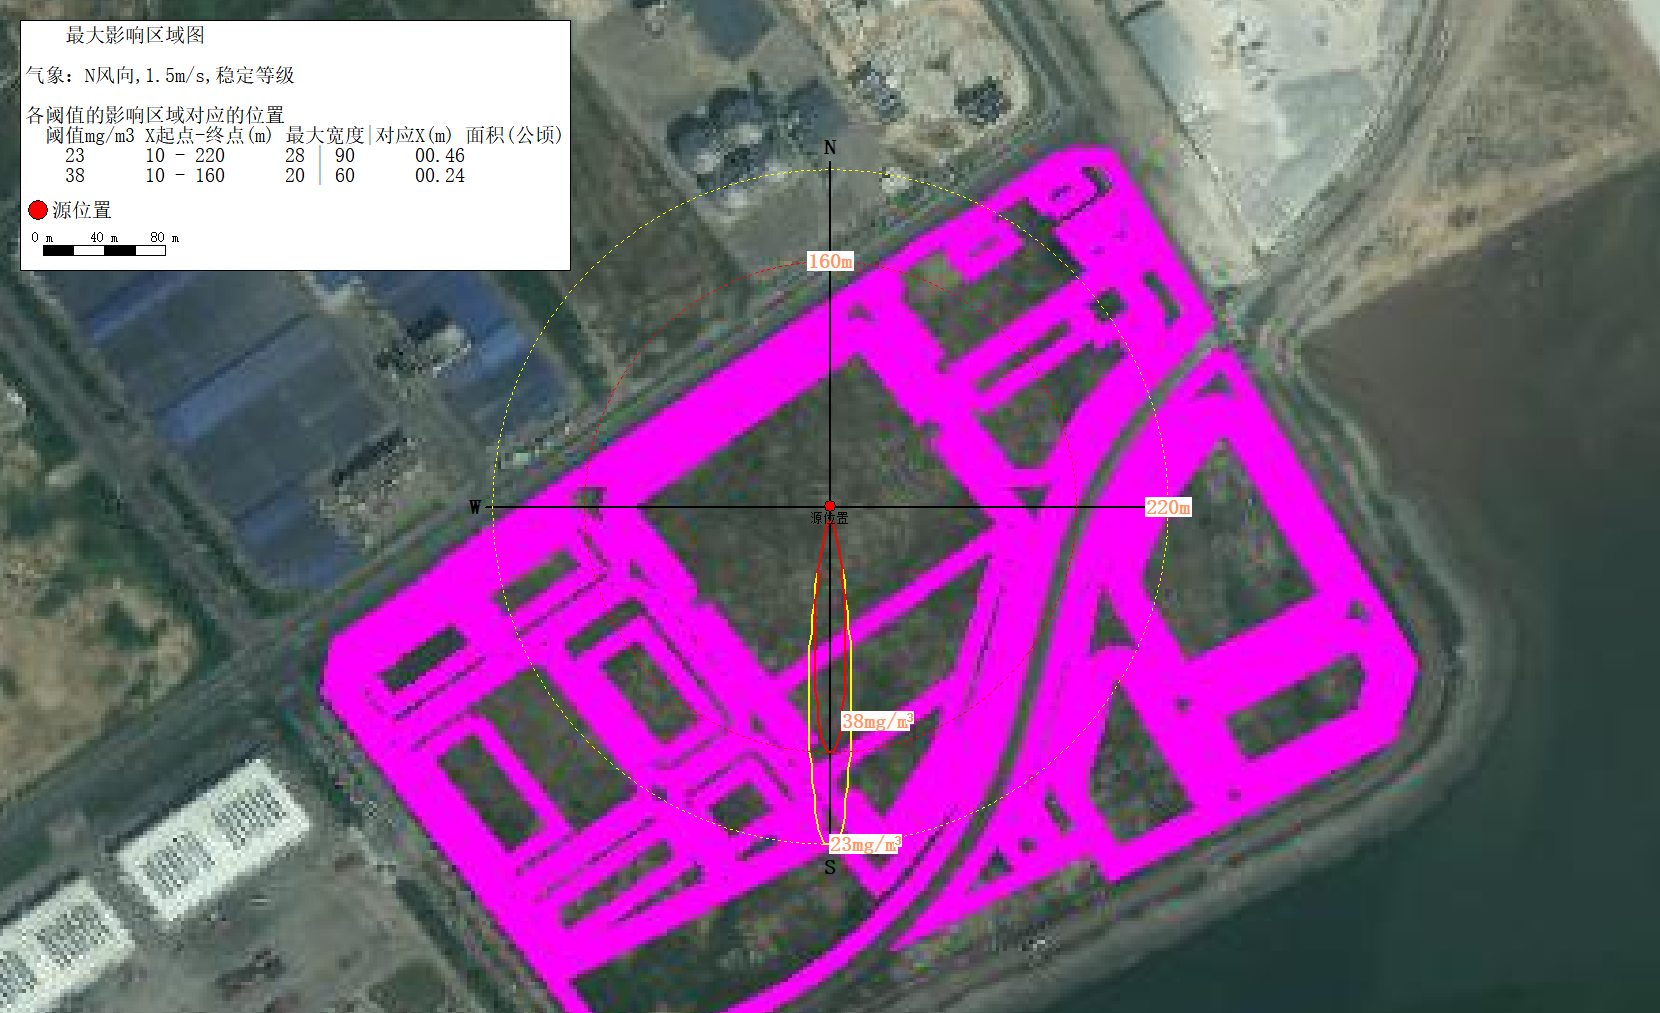 最大影响区域图
气象: N风向,1.5m/s,稳定等级
各阈值的影响区域对应的位置
阈值mg/m3 X起点-终点(m) 最大宽度|对应X(m) 面积(公顷)
23 10 - 220 28 | 90 00.46
38 10 - 160 20 | 60 00.24
源位置
0 m 40 m 80 m
N
160m
W
220m
源位置
38mg/m³
23mg/m³
S